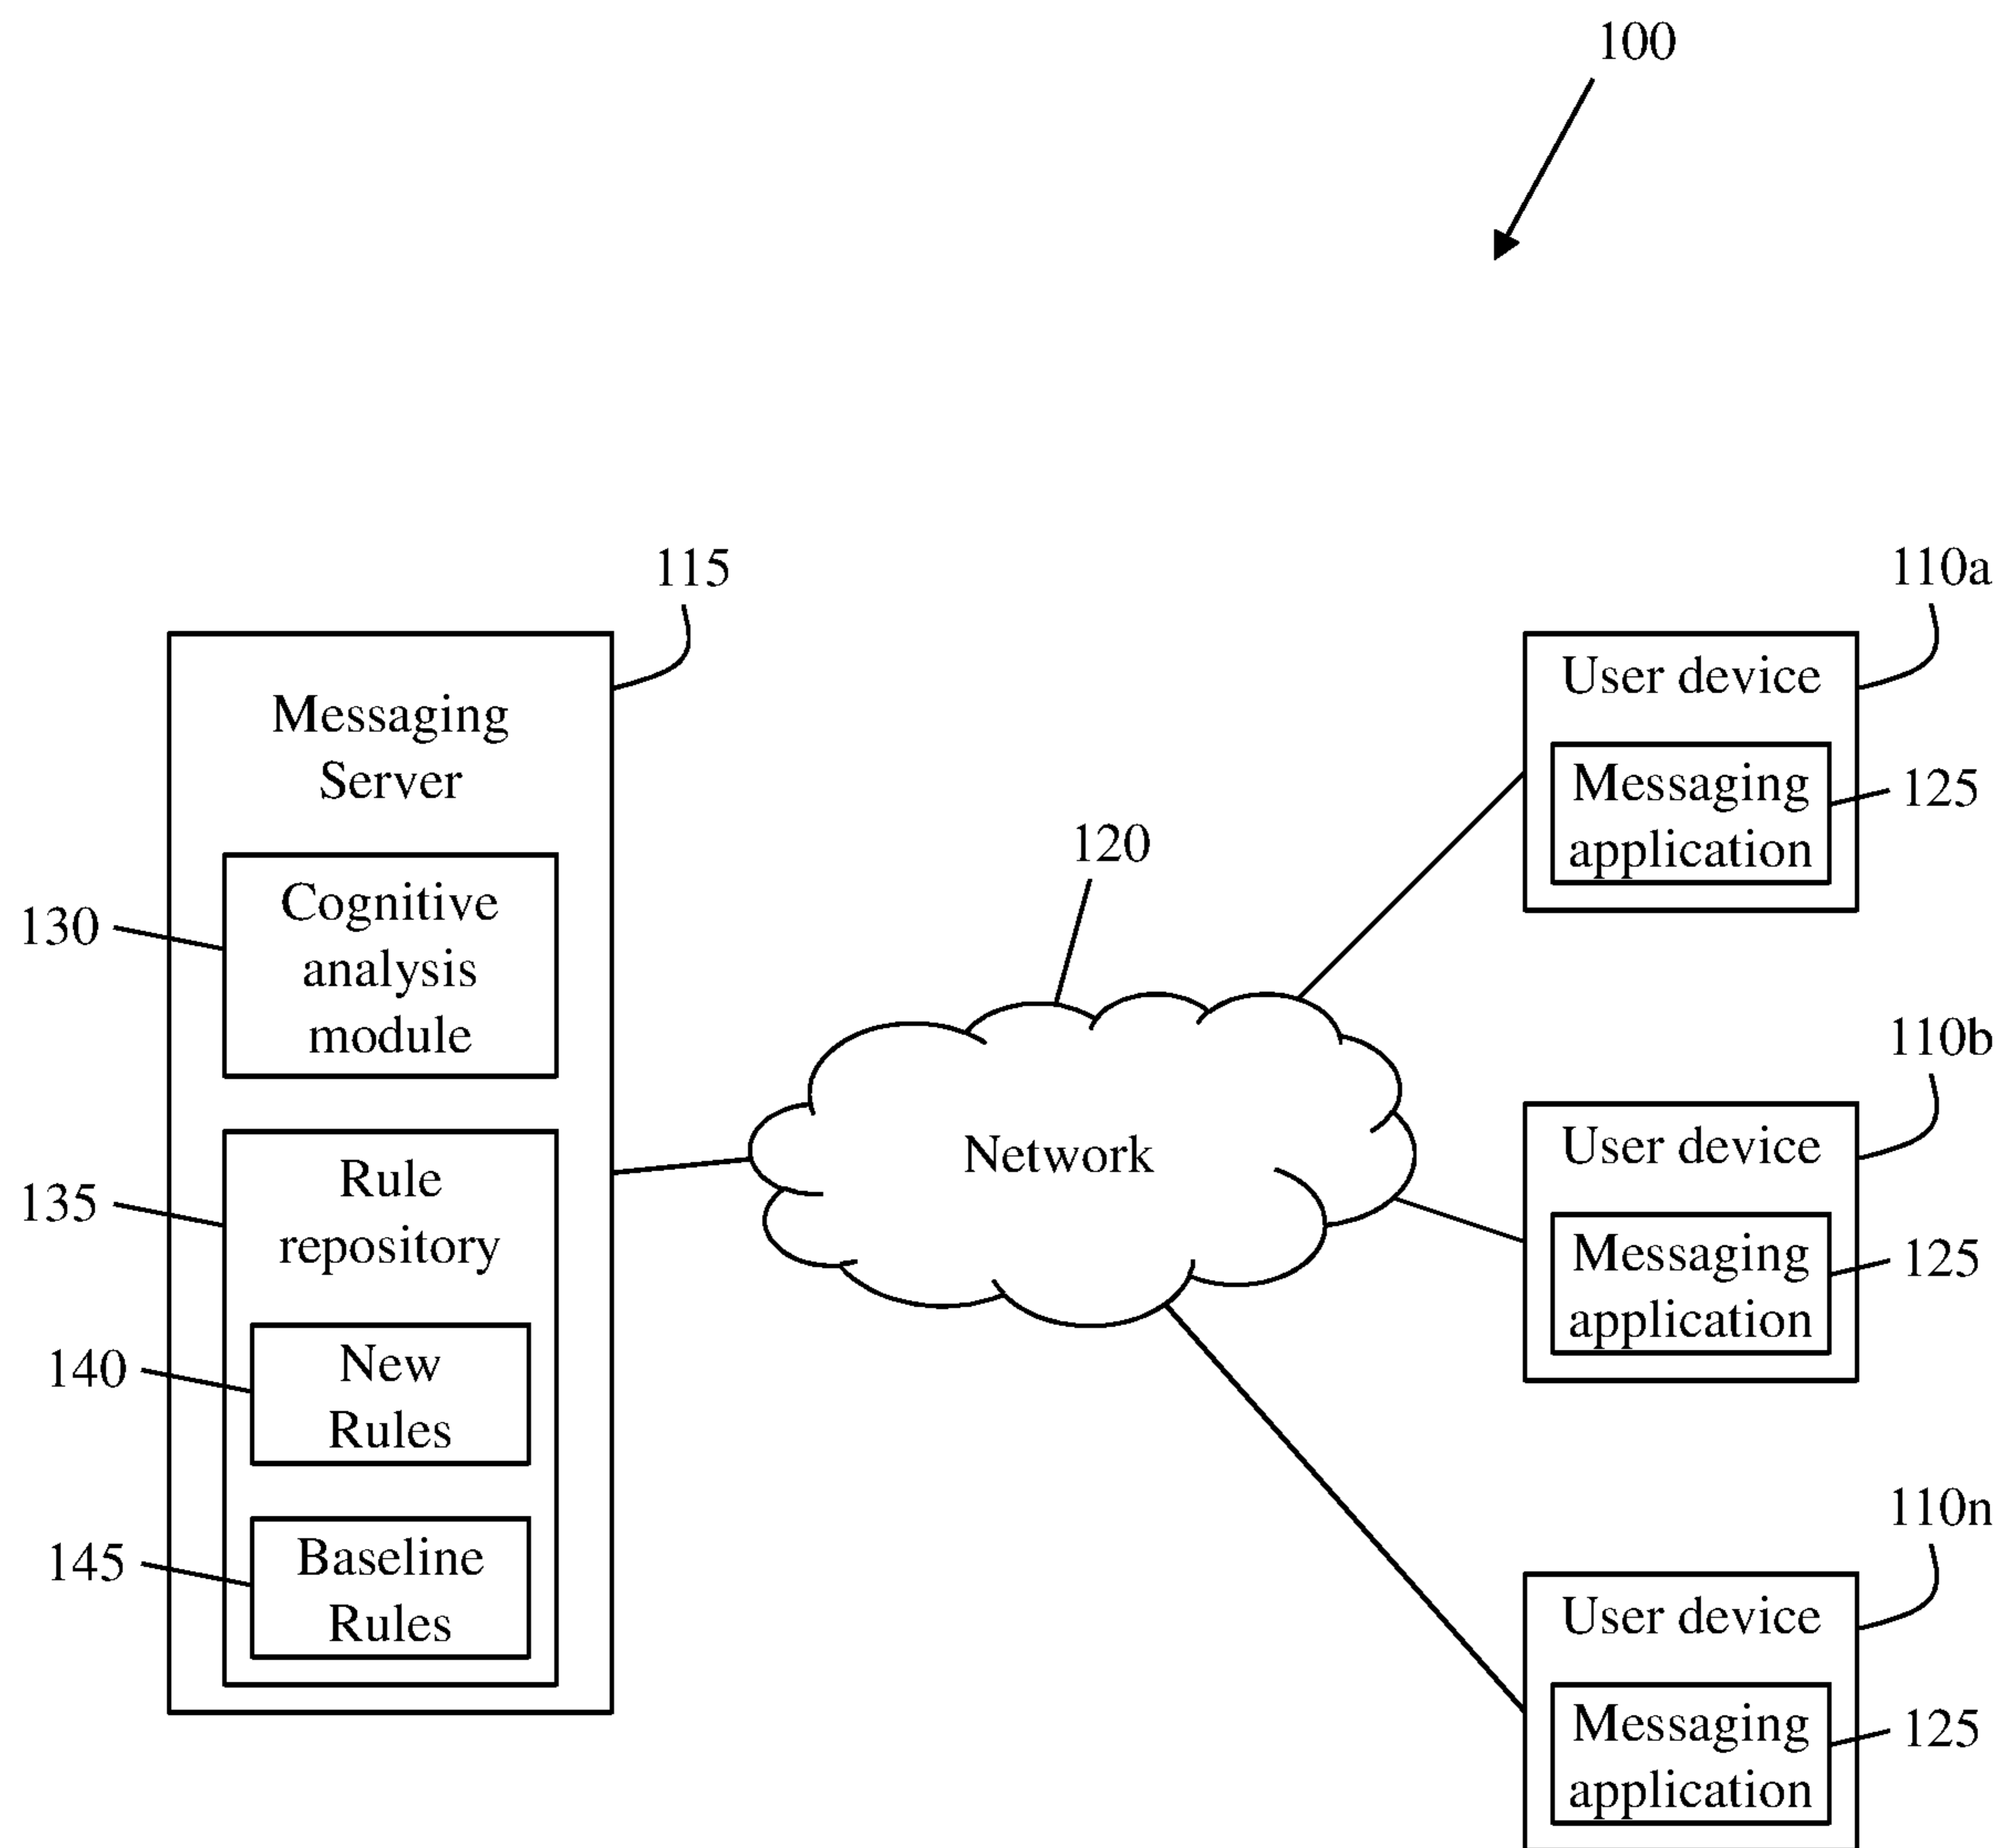 100
115
Messaging
Server
130
Cognitive
analysis
module
135
Rule
repository
140
New
Rules
145
Baseline
Rules
120
Network
110a
User device
Messaging
application
125
110b
User device
Messaging
application
125
110n
User device
Messaging
application
125